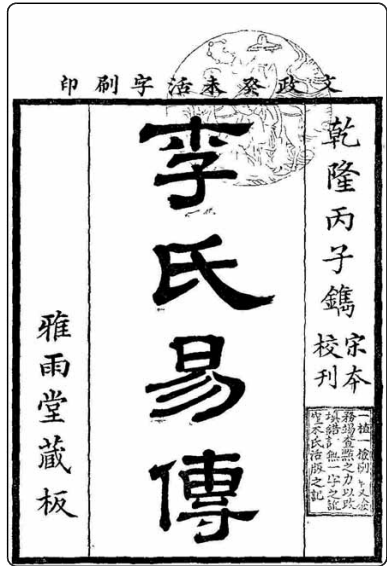 文政癸未活字刷印
乾隆丙子鐫
宋本
校刊
李氏易傳
雅雨堂藏板